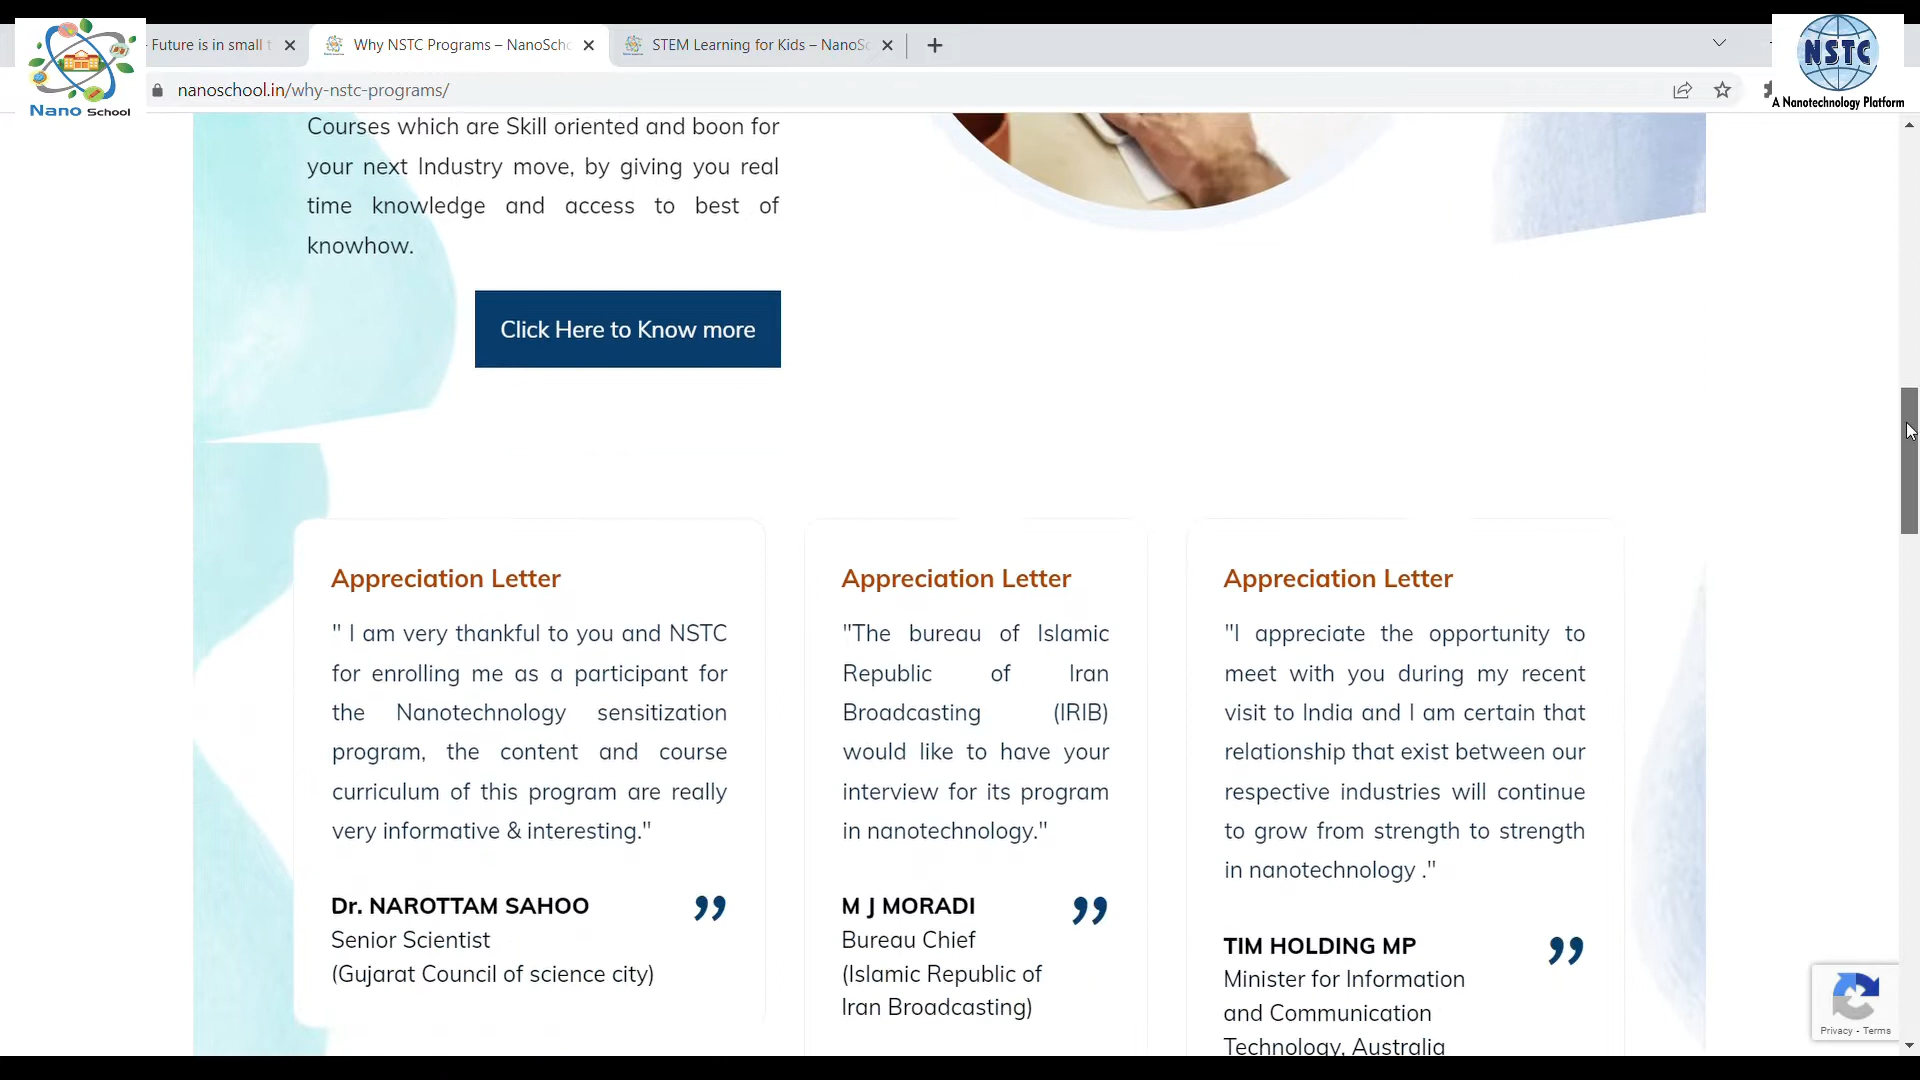 Future is in small t
Why NSTC Programs – NanoScho
STEM Learning for Kids – NanoSc
Nano School
nanoschool.in/why-nstc-programs/
NSTC
A Nanotechnology Platform
Courses which are Skill oriented and boon for
your next Industry move, by giving you real
time knowledge and access to best of
knowhow.
Click Here to Know more
Appreciation Letter
" I am very thankful to you and NSTC
for enrolling me as a participant for
the Nanotechnology sensitization
program, the content and course
curriculum of this program are really
very informative & interesting."
Dr. NAROTTAM SAHOO
Senior Scientist
(Gujarat Council of science city)
Appreciation Letter
"The bureau of Islamic
Republic of Iran
Broadcasting (IRIB)
would like to have your
interview for its program
in nanotechnology."
M J MORADI
Bureau Chief
(Islamic Republic of
Iran Broadcasting)
Appreciation Letter
"I appreciate the opportunity to
meet with you during my recent
visit to India and I am certain that
relationship that exist between our
respective industries will continue
to grow from strength to strength
in nanotechnology ."
TIM HOLDING MP
Minister for Information
and Communication
Technology, Australia
Privacy - Terms